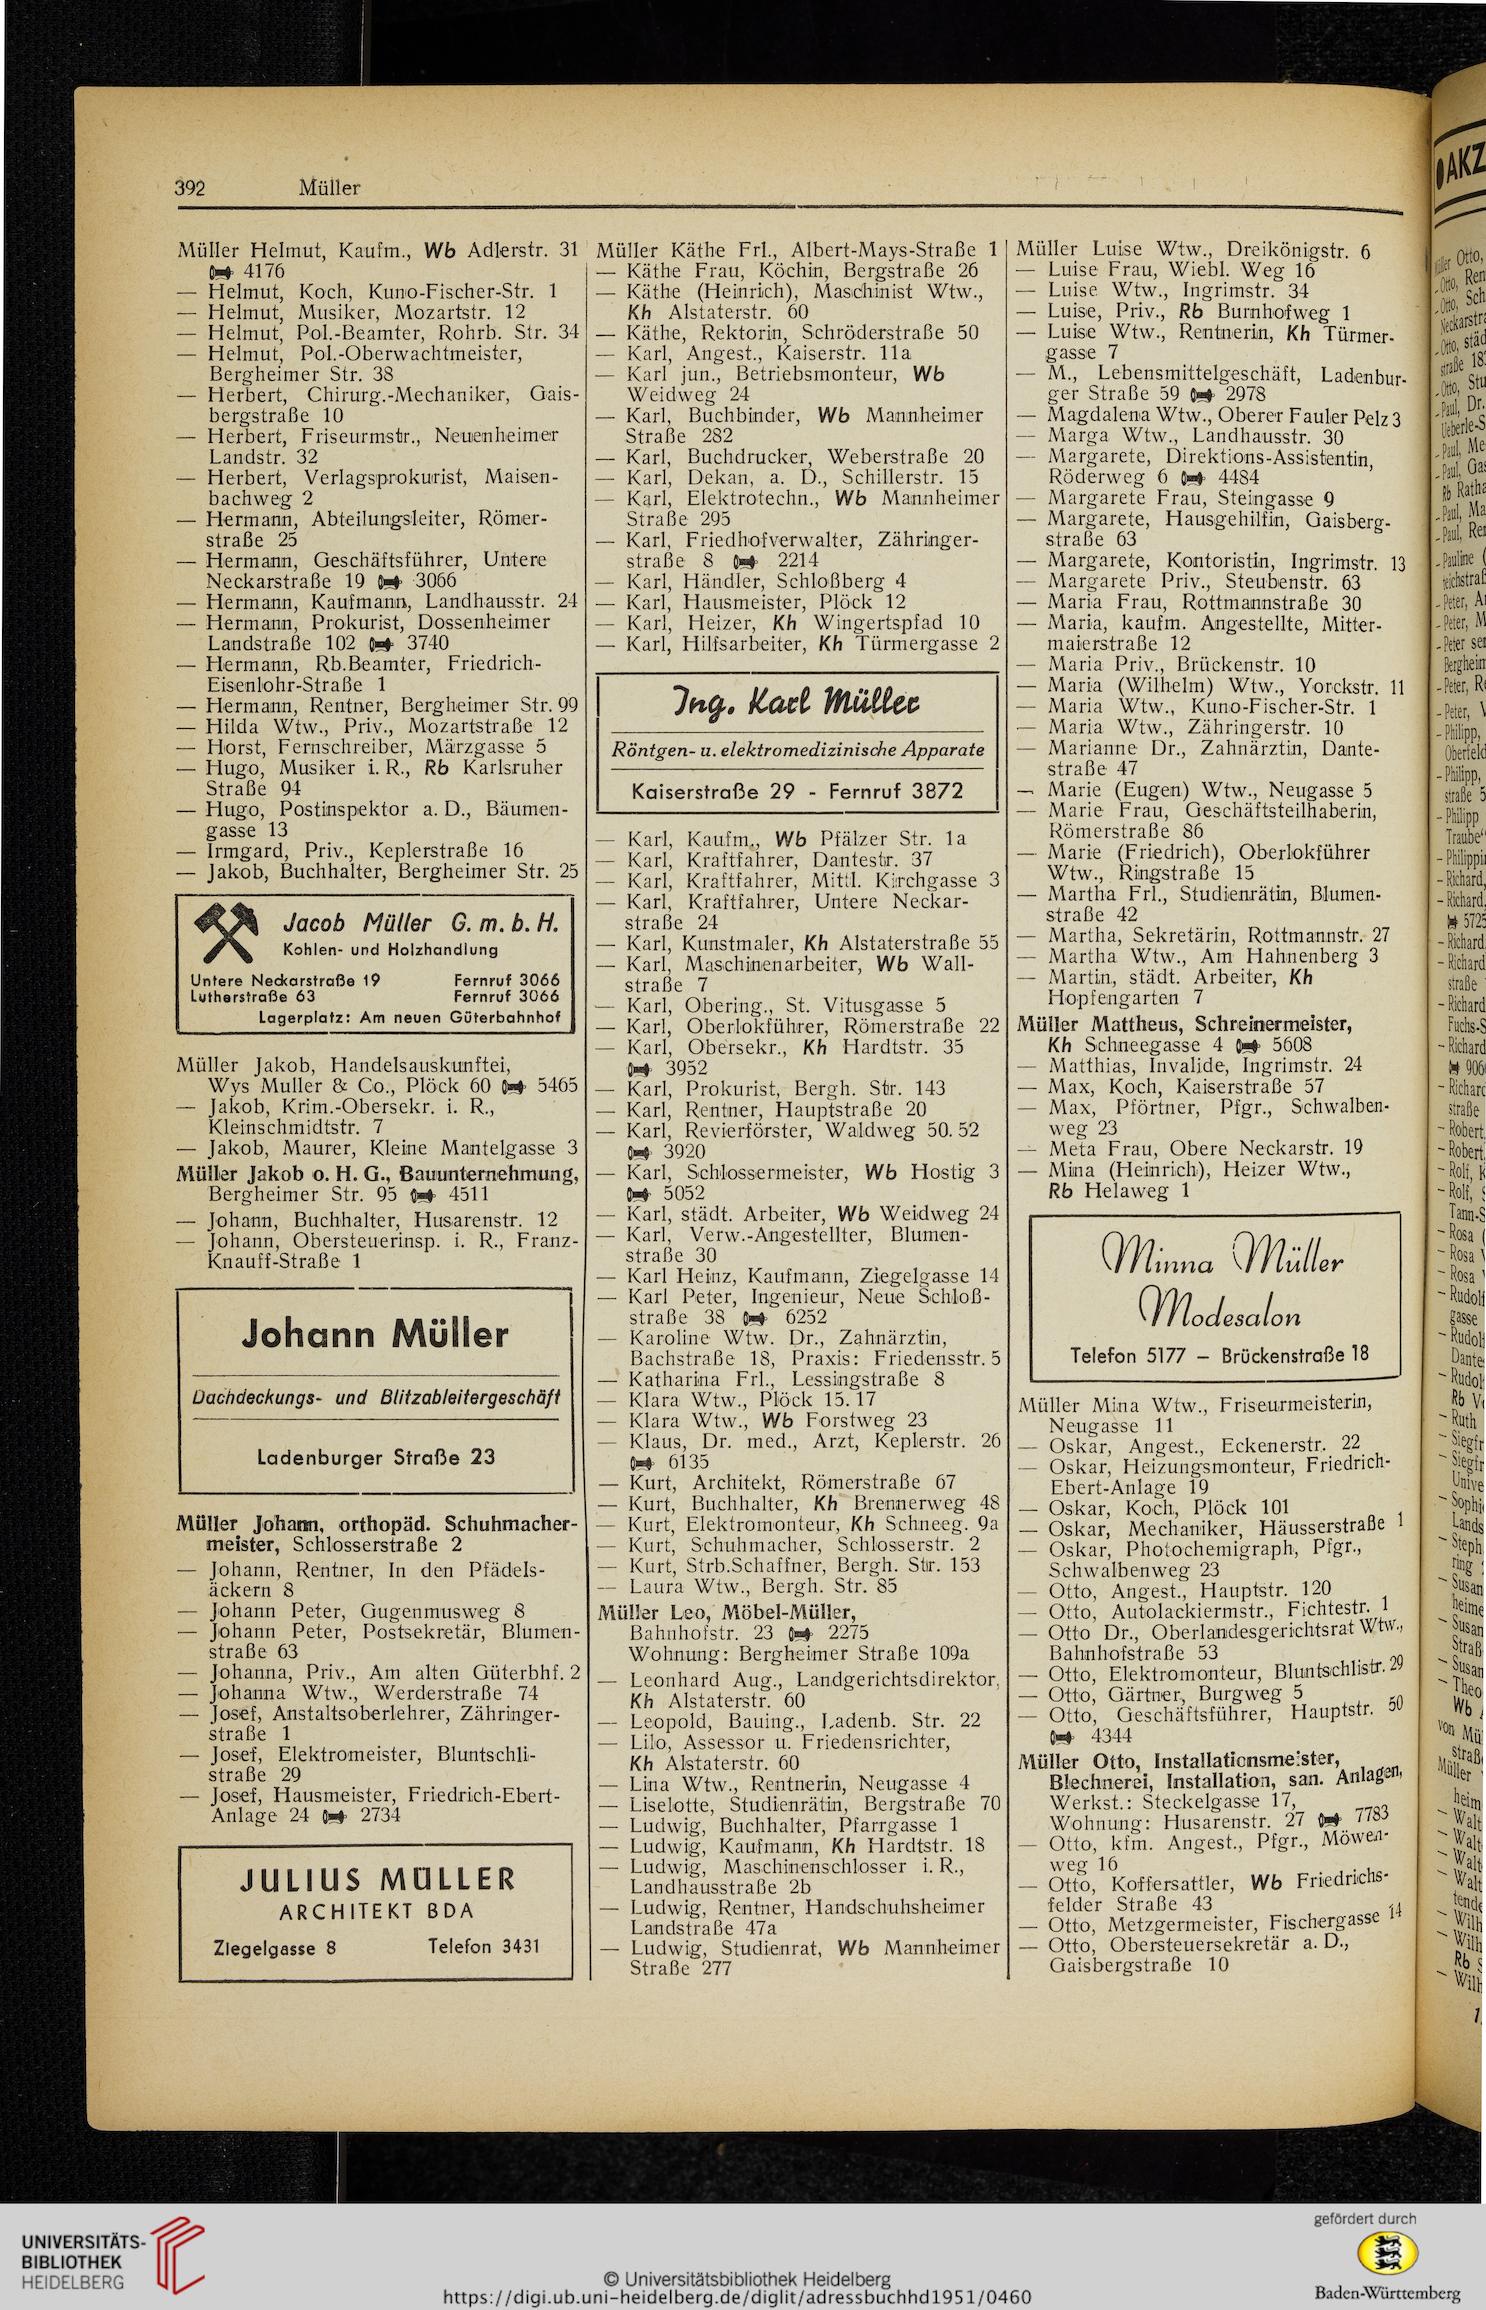 392 Müller
Müller Helmut, Kaufm., Wb Adlerstr. 31
4176
— Helmut, Koch, Kuno-Fischer-Str. 1
— Helmut, Musiker, Mozartstr. 12
— Helmut, Pol.-Beamter, Rohrb. Str. 34
— Helmut, Pol.-Oberwachtmeister,
Bergheimer Str. 38
— Herbert, Chirurg.-Mechaniker, Gais-
bergstraße 10
— Herbert, Friseurmstr., Neuenheimer
Landstr. 32
— Herbert, Verlagsprokurist, Maisen-
bachweg 2
— Hermann, Abteilungsleiter, Römer-
straße 25
— Hermann, Geschäftsführer, Untere
Neckarstraße 19 3066
— Hermann, Kaufmann, Landhausstr. 24
— Hermann, Prokurist, Dossenheimer
Landstraße 102 3740
— Hermann, Rb.Beamter, Friedrich-
Eisenlohr-Straße 1
— Hermann, Rentner, Bergheimer Str. 99
— Hilda Wtw., Priv., Mozartstraße 12
— Horst, Fernschreiber, Märzgasse 5
— Hugo, Musiker i. R., Rb Karlsruher
Straße 94
— Hugo, Postinspektor a. D., Bäumen-
gasse 13
— Irmgard, Priv., Keplerstraße 16
— Jakob, Buchhalter, Bergheimer Str. 25
Jacob Müller G. m. b. H.
Kohlen- und Holzhandlung
Untere Neckarstraße 19 Fernruf 3066
Lutherstraße 63 Fernruf 3066
Lagerplatz: Am neuen Güterbahnhof
Müller Jakob, Handelsauskunftei,
Wys Muller & Co., Plöck 60 5465
— Jakob, Krim.-Obersekr. i. R.,
Kleinschmidtstr. 7
— Jakob, Maurer, Kleine Mantelgasse 3
Müller Jakob o. H. G., Bauunternehmung,
Bergheimer Str. 95 4511
— Johann, Buchhalter, Husarenstr. 12
— Johann, Obersteuerinsp. i. R., Franz-
Knauff-Straße 1
Johann Müller
Dachdeckungs- und Blitzableitergeschäft
Ladenburger Straße 23
Müller Johann, orthopäd. Schuhmacher-
meister, Schlosserstraße 2
— Johann, Rentner, In den Pfädels-
äckern 8
— Johann Peter, Gugenmusweg 8
— Johann Peter, Postsekretär, Blumen-
straße 63
— Johanna, Priv., Am alten Güterbhf. 2
— Johanna Wtw., Werderstraße 74
— Josef, Anstaltsoberlehrer, Zähringer-
straße 1
— Josef, Elektromeister, Bluntschli-
straße 29
— Josef, Hausmeister, Friedrich-Ebert-
Anlage 24 2734
JULIUS MÜLLER
ARCHITEKT BDA
Ziegelgasse 8 Telefon 3431
Müller Käthe Frl., Albert-Mays-Straße 1
— Käthe Frau, Köchin, Bergstraße 26
— Käthe (Heinrich), Maschinist Wtw.,
Kh Alstaterstr. 60
— Käthe, Rektorin, Schröderstraße 50
— Karl, Angest., Kaiserstr. 11a
— Karl jun., Betriebsmonteur, Wb
Weidweg 24
— Karl, Buchbinder, Wb Mannheimer
Straße 282
— Karl, Buchdrucker, Weberstraße 20
— Karl, Dekan, a. D., Schillerstr. 15
— Karl, Elektrotechn., Wb Mannheimer
Straße 295
— Karl, Friedhofverwalter, Zähringer-
straße 8 2214
— Karl, Händler, Schloßberg 4
— Karl, Hausmeister, Plöck 12
— Karl, Heizer, Kh Wingertspfad 10
— Karl, Hilfsarbeiter, Kh Türmergasse 2
Ing. Karl Müller
Röntgen- u. elektromedizinische Apparate
Kaiserstraße 29 - Fernruf 3872
— Karl, Kaufm., Wb Pfälzer Str. 1a
— Karl, Kraftfahrer, Dantestr. 37
— Karl, Kraftfahrer, Mittl. Kirchgasse 3
— Karl, Kraftfahrer, Untere Neckar-
straße 24
— Karl, Kunstmaler, Kh Alstaterstraße 55
— Karl, Maschinenarbeiter, Wb Wall-
straße 7
— Karl, Obering., St. Vitusgasse 5
— Karl, Oberlokführer, Römerstraße 22
— Karl, Obersekr., Kh Hardtstr. 35
3952
— Karl, Prokurist, Bergh. Str. 143
— Karl, Rentner, Hauptstraße 20
— Karl, Revierförster, Waldweg 50. 52
3920
— Karl, Schlossermeister, Wb Hostig 3
5052
— Karl, städt. Arbeiter, Wb Weidweg 24
— Karl, Verw.-Angestellter, Blumen-
straße 30
— Karl Heinz, Kaufmann, Ziegelgasse 14
— Karl Peter, Ingenieur, Neue Schloß-
straße 38 6252
— Karoline Wtw. Dr., Zahnärztin,
Bachstraße 18, Praxis: Friedensstr. 5
— Katharina Frl., Lessingstraße 8
— Klara Wtw., Plöck 15. 17
— Klara Wtw., Wb Forstweg 23
— Klaus, Dr. med., Arzt, Keplerstr. 26
6135
— Kurt, Architekt, Römerstraße 67
— Kurt, Buchhalter, Kh Brennerweg 48
— Kurt, Elektromonteur, Kh Schneeg. 9a
— Kurt, Schuhmacher, Schlosserstr. 2
— Kurt, Strb.Schaffner, Bergh. Str. 153
— Laura Wtw., Bergh. Str. 85
Müller Leo, Möbel-Müller,
Bahnhofstr. 23 2275
Wohnung: Bergheimer Straße 109a
— Leonhard Aug., Landgerichtsdirektor,
Kh Alstaterstr. 60
— Leopold, Bauing., Ladenb. Str. 22
— Lilo, Assessor u. Friedensrichter,
Kh Alstaterstr. 60
— Lina Wtw., Rentnerin, Neugasse 4
— Liselotte, Studienrätin, Bergstraße 70
— Ludwig, Buchhalter, Pfarrgasse 1
— Ludwig, Kaufmann, Kh Hardtstr. 18
— Ludwig, Maschinenschlosser i. R.,
Landhausstraße 2b
— Ludwig, Rentner, Handschuhsheimer
Landstraße 47a
— Ludwig, Studienrat, Wb Mannheimer
Straße 277
Müller Luise Wtw., Dreikönigstr. 6
— Luise Frau, Wiebl. Weg 16
— Luise Wtw., Ingrimstr. 34
— Luise, Priv., Rb Burnhofweg 1
— Luise Wtw., Rentnerin, Kh Türmer-
gasse 7
— M., Lebensmittelgeschäft, Ladenbur-
ger Straße 59 2978
— Magdalena Wtw., Oberer Fauler Pelz 3
— Marga Wtw., Landhausstr. 30
— Margarete, Direktions-Assistentin,
Röderweg 6 4484
— Margarete Frau, Steingasse 9
— Margarete, Hausgehilfin, Gaisberg-
straße 63
— Margarete, Kontoristin, Ingrimstr. 13
— Margarete Priv., Steubenstr. 63
— Maria Frau, Rottmannstraße 30
— Maria, kaufm. Angestellte, Mitter-
maierstraße 12
— Maria Priv., Brückenstr. 10
— Maria (Wilhelm) Wtw., Yorckstr. 11
— Maria Wtw., Kuno-Fischer-Str. 1
— Maria Wtw., Zähringerstr. 10
— Marianne Dr., Zahnärztin, Dante-
straße 47
— Marie (Eugen) Wtw., Neugasse 5
— Marie Frau, Geschäftsteilhaberin,
Römerstraße 86
— Marie (Friedrich), Oberlokführer
Wtw., Ringstraße 15
— Martha Frl., Studienrätin, Blumen-
straße 42
— Martha, Sekretärin, Rottmannstr. 27
— Martha Wtw., Am Hahnenberg 3
— Martin, städt. Arbeiter, Kh
Hopfengarten 7
Müller Mattheus, Schreinermeister,
Kh Schneegasse 4 5608
— Matthias, Invalide, Ingrimstr. 24
— Max, Koch, Kaiserstraße 57
— Max, Pförtner, Pfgr., Schwalben-
weg 23
— Meta Frau, Obere Neckarstr. 19
— Mina (Heinrich), Heizer Wtw.,
Rb Helaweg 1
Minna Müller
Modesalon
Telefon 5177 — Brückenstraße 18
Müller Mina Wtw., Friseurmeisterin,
Neugasse 11
— Oskar, Angest., Eckenerstr. 22
— Oskar, Heizungsmonteur, Friedrich-
Ebert-Anlage 19
— Oskar, Koch, Plöck 101
— Oskar, Mechaniker, Häusserstraße 1
— Oskar, Photochemigraph, Pfgr.,
Schwalbenweg 23
— Otto, Angest., Hauptstr. 120
— Otto, Autolackiermstr., Fichtestr. 1
— Otto Dr., Oberlandesgerichtsrat Wtw.,
Bahnhofstraße 53
— Otto, Elektromonteur, Bluntschlistr. 29
— Otto, Gärtner, Burgweg 5
— Otto, Geschäftsführer, Hauptstr. 50
4344
Müller Otto, Installationsmeister,
Blechnerei, Installation, san. Anlagen,
Werkst.: Steckelgasse 17,
Wohnung: Husarenstr. 27 7783
— Otto, kfm. Angest., Pfgr., Möwen-
weg 16
— Otto, Koffersattler, Wb Friedrichs-
felder Straße 43
— Otto, Metzgermeister, Fischergasse 14
— Otto, Obersteuersekretär a. D.,
Gaisbergstraße 10
UNIVERSITÄTS-
BIBLIOTHEK
HEIDELBERG
© Universitätsbibliothek Heidelberg
https://digi.ub.uni-heidelberg.de/diglit/adressbuchhd1951/0460
gefördert durch
Baden-Württemberg